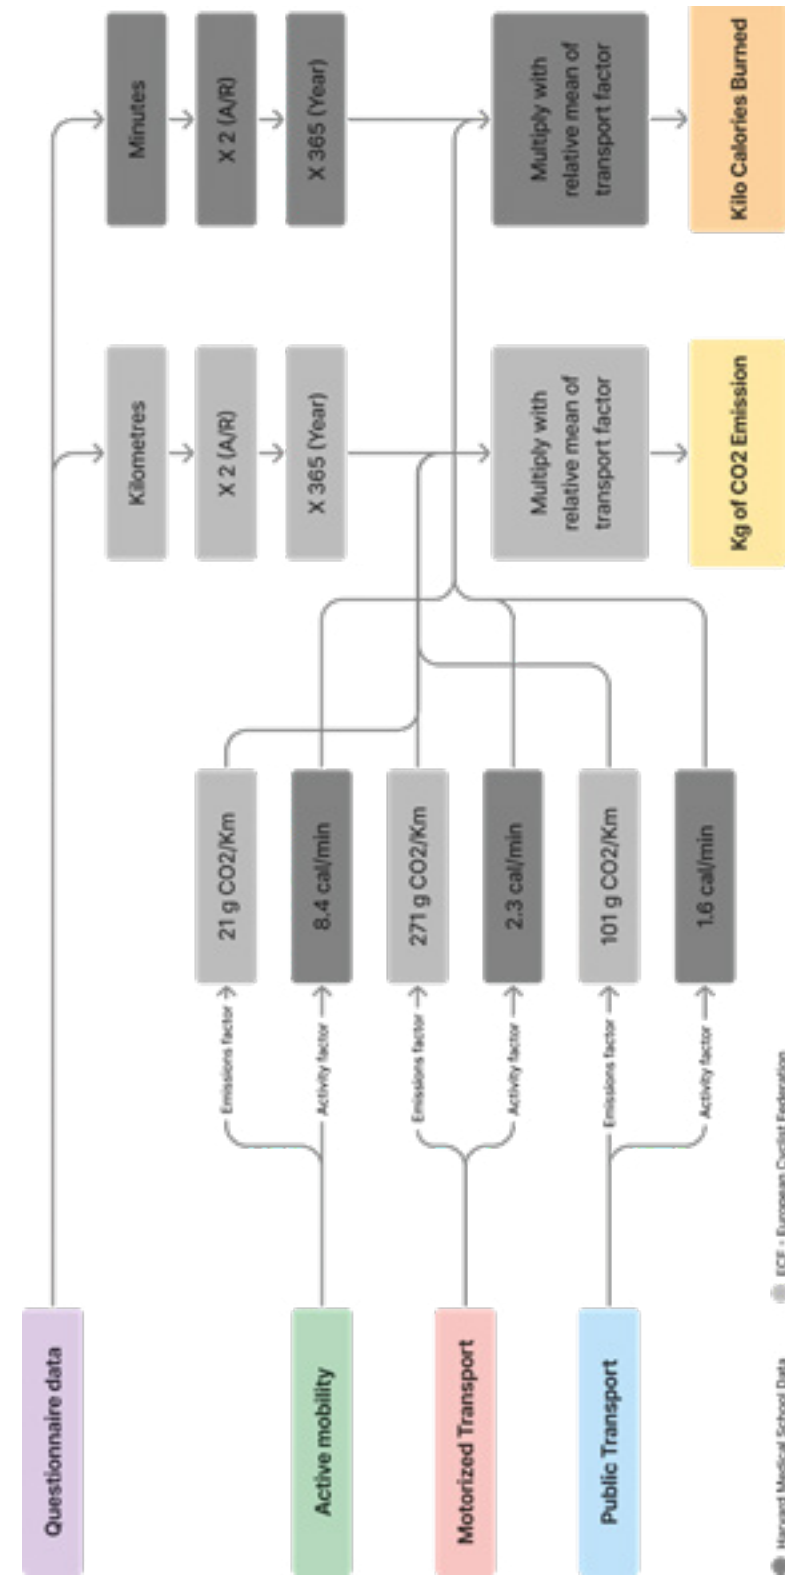 Questionnaire data
Minutes
X 2 (A/R)
X 365 (Year)
Multiply with
relative mean of
transport factor
Kilo Calories Burned
Kilometres
X 2 (A/R)
X 365 (Year)
Multiply with
relative mean of
transport factor
Kg of CO2 Emission
Active mobility
Emissions factor
21 g CO2/Km
Activity factor
8.4 cal/min
Motorized Transport
Emissions factor
271 g CO2/Km
Activity factor
2.3 cal/min
Public Transport
Emissions factor
101 g CO2/Km
Activity factor
1.6 cal/min
Harvard Medical School Data
ECF : European Cyclist Federation